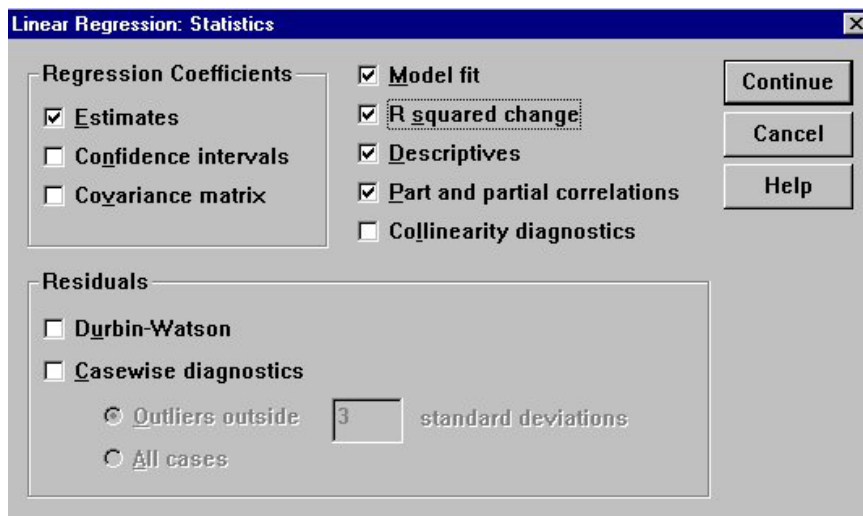 Linear Regression: Statistics
Regression Coefficients
Estimates
Confidence intervals
Covariance matrix
Model fit
R squared change
Descriptives
Part and partial correlations
Collinearity diagnostics
Continue
Cancel
Help
Residuals
Durbin-Watson
Casewise diagnostics
Outliers outside 3 standard deviations
All cases